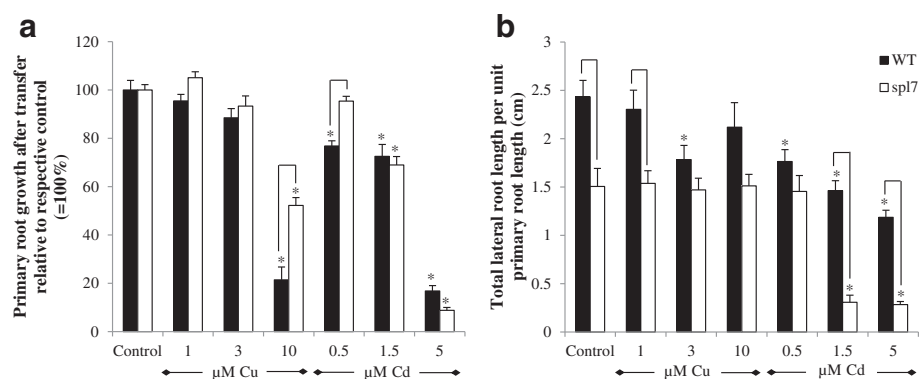 a
Primary root growth after transfer
relative to respective control
(=100%)
120
100
80
60
40
20
0
*
*
*
*
*
*
*
Control
1
3
10
0.5
1.5
5
µM Cu
µM Cd
b
Total lateral root length per unit
primary root length (cm)
3
2.5
2
1.5
1
0.5
0
WT
spl7
*
*
*
*
*
*
Control
1
3
10
0.5
1.5
5
µM Cu
µM Cd